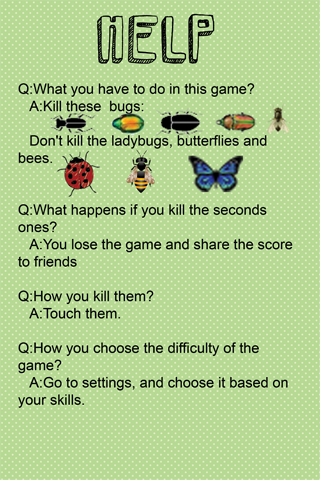 HELP
Q:What you have to do in this game?
A:Kill these bugs:
Don't kill the ladybugs, butterflies and
bees.
Q:What happens if you kill the seconds
ones?
A:You lose the game and share the score
to friends
Q:How you kill them?
A:Touch them.
Q:How you choose the difficulty of the
game?
A:Go to settings, and choose it based on
your skills.